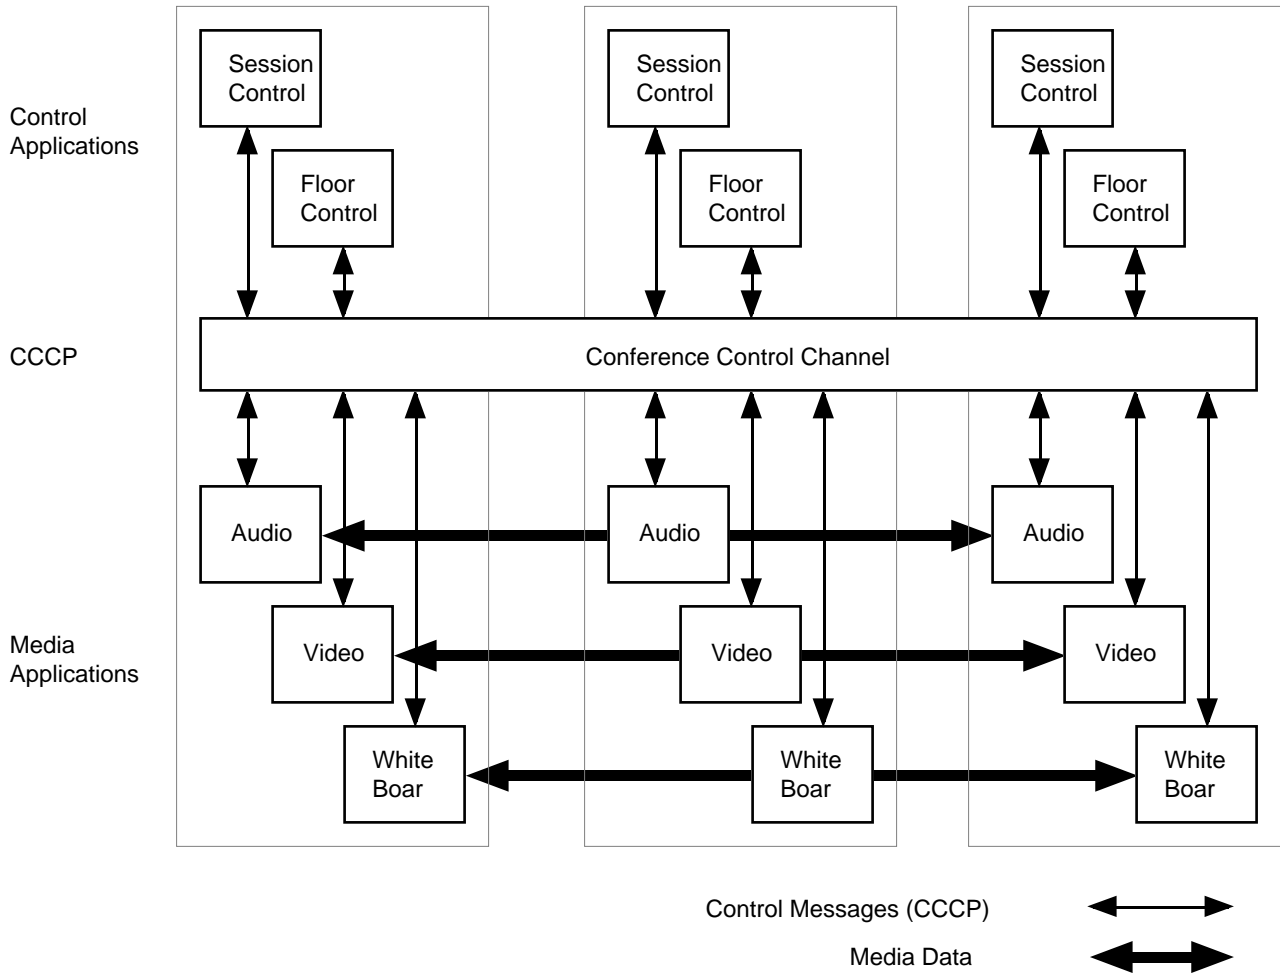 Session
Control
Session
Control
Session
Control
Control
Applications
Floor
Control
Floor
Control
Floor
Control
CCCP
Conference Control Channel
Audio
Audio
Audio
Media
Applications
Video
Video
Video
White
Boar
White
Boar
White
Boar
Control Messages (CCCP)
Media Data